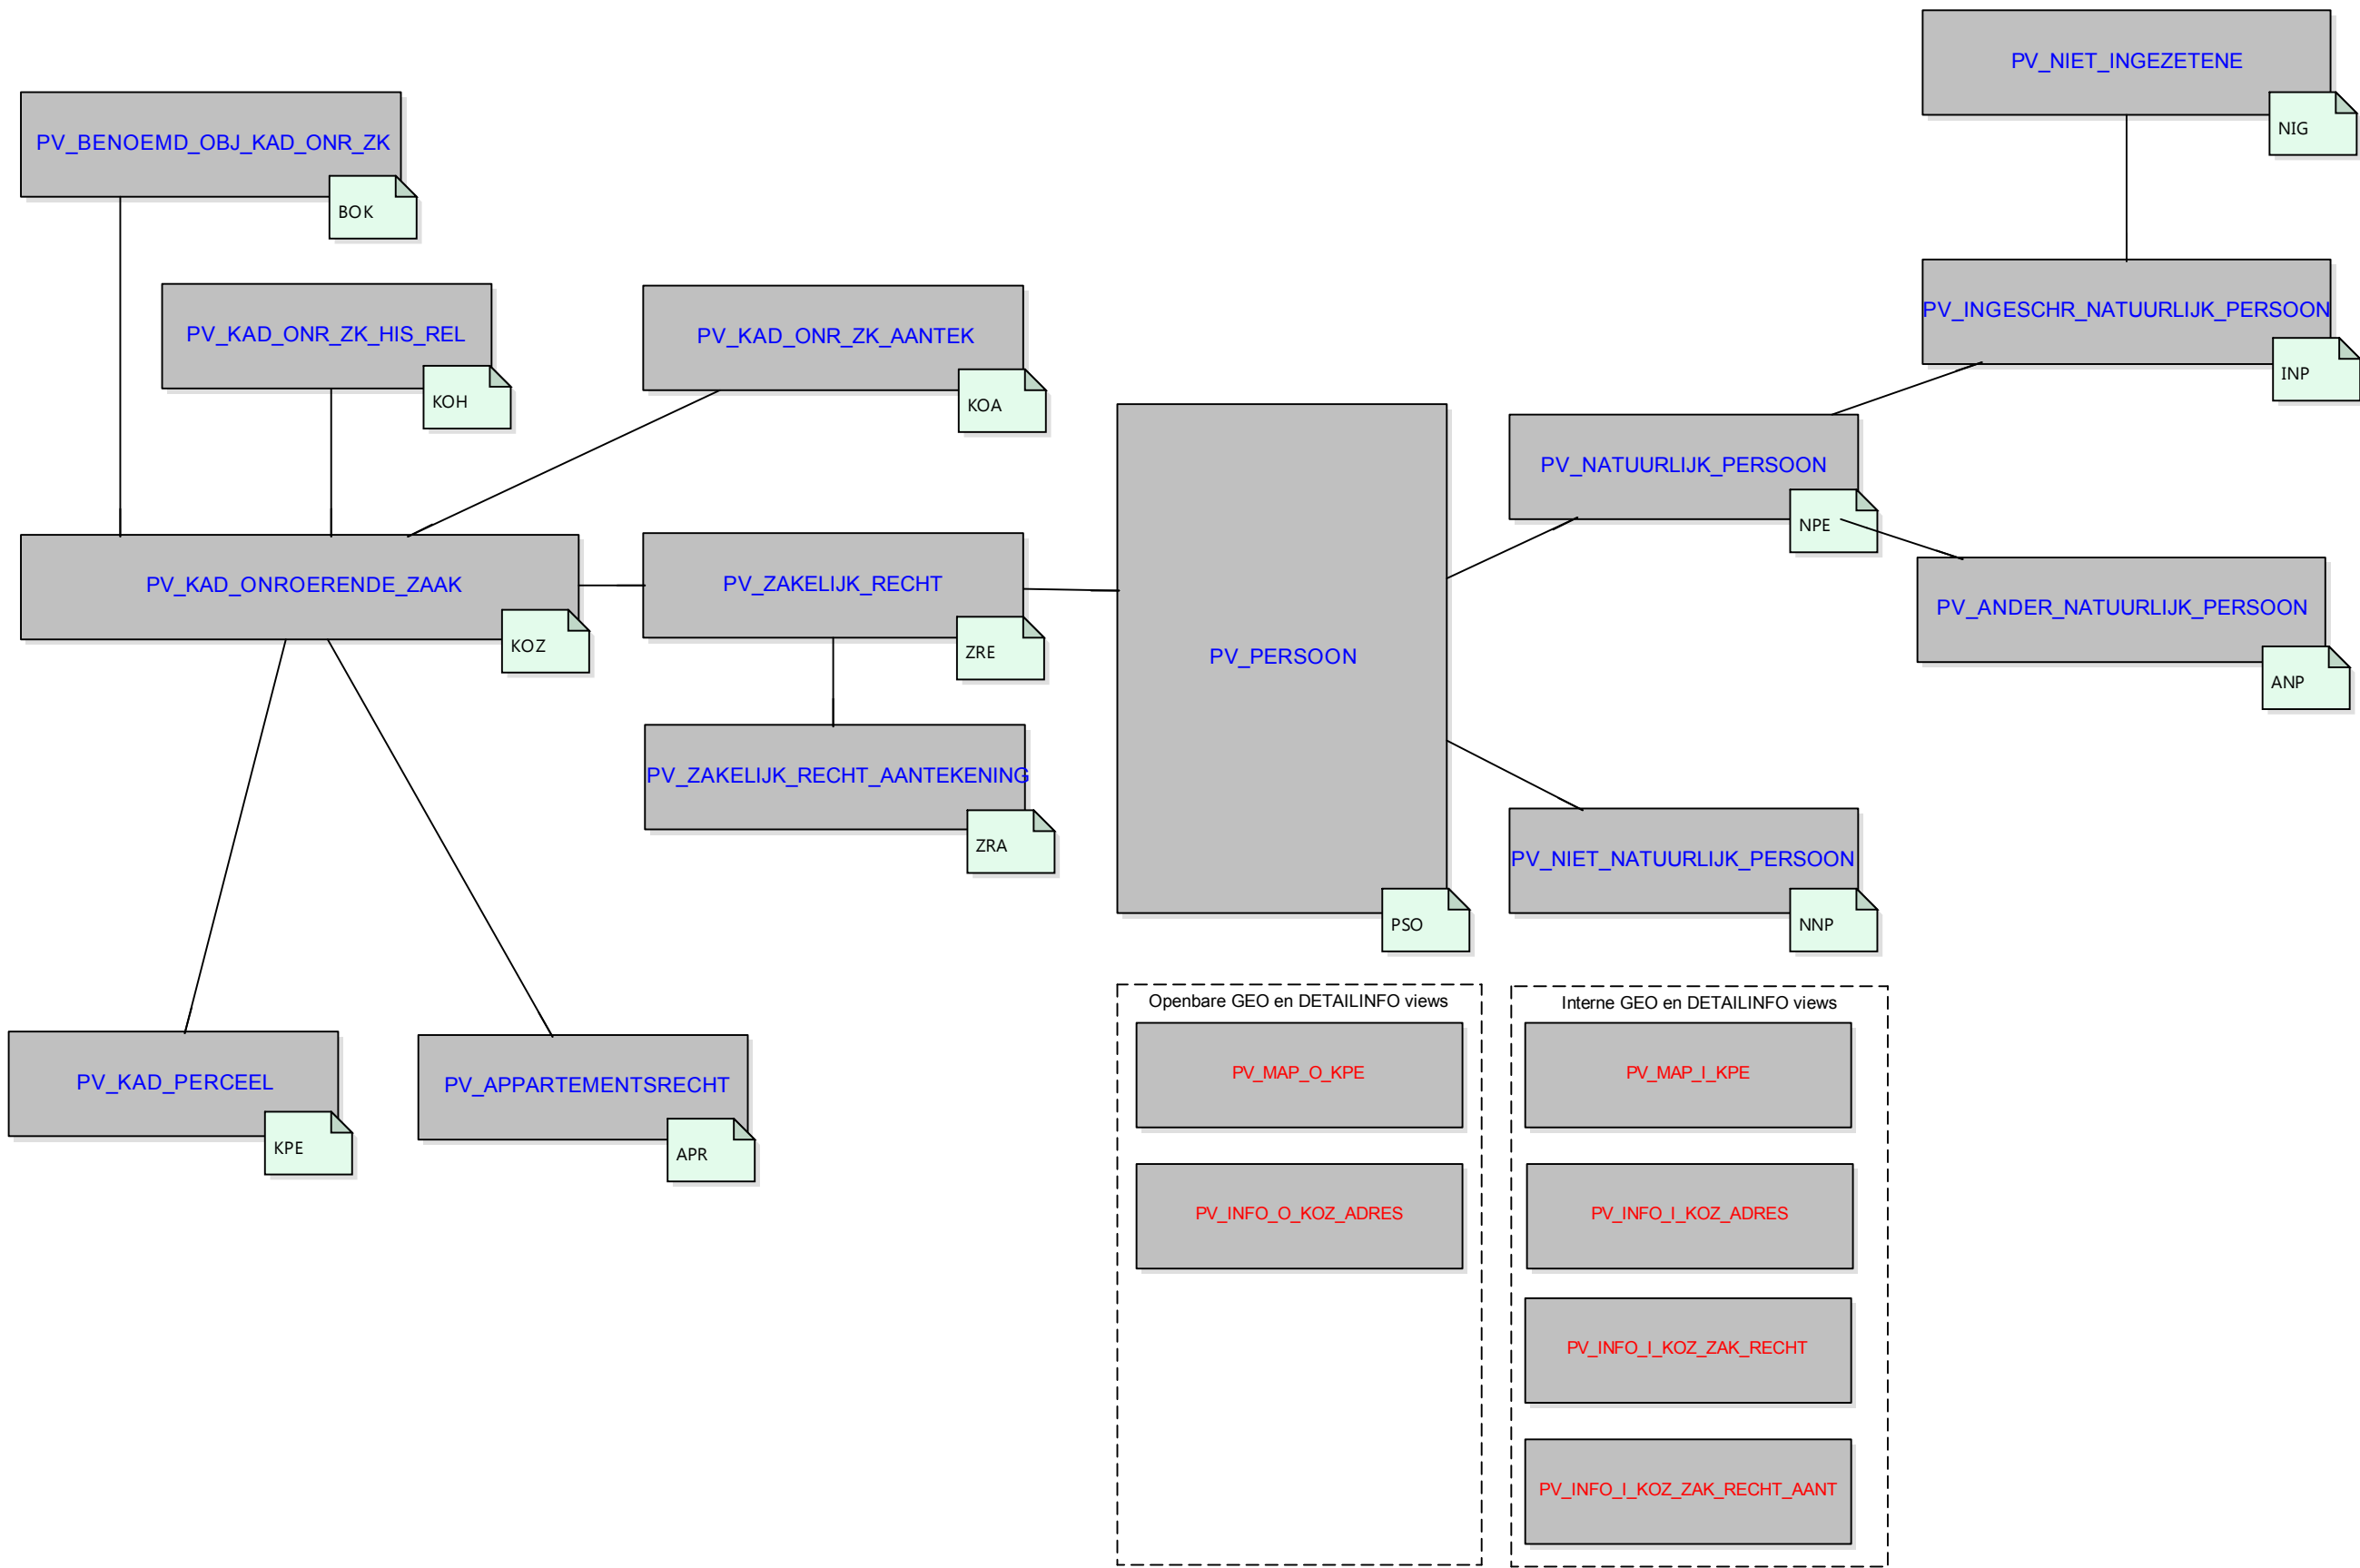 PV_NIET_INGEZETENE
NIG
PV_BENOEMD_OBJ_KAD_ONR_ZK
BOK
PV_KAD_ONR_ZK_HIS_REL
KOH
PV_KAD_ONR_ZK_AANTEK
KOA
PV_INGESCHR_NATUURLIJK_PERSOON
INP
PV_NATUURLIJK_PERSOON
NPE
PV_KAD_ONROERENDE_ZAAK
KOZ
PV_ZAKELIJK_RECHT
ZRE
PV_PERSOON
PSO
PV_ANDER_NATUURLIJK_PERSOON
ANP
PV_ZAKELIJK_RECHT_AANTEKENING
ZRA
PV_NIET_NATUURLIJK_PERSOON
NNP
PV_KAD_PERCEEL
KPE
PV_APPARTEMENTSRECHT
APR
Openbare GEO en DETAILINFO views
PV_MAP_O_KPE
PV_INFO_O_KOZ_ADRES
Interne GEO en DETAILINFO views
PV_MAP_I_KPE
PV_INFO_I_KOZ_ADRES
PV_INFO_I_KOZ_ZAK_RECHT
PV_INFO_I_KOZ_ZAK_RECHT_AANT